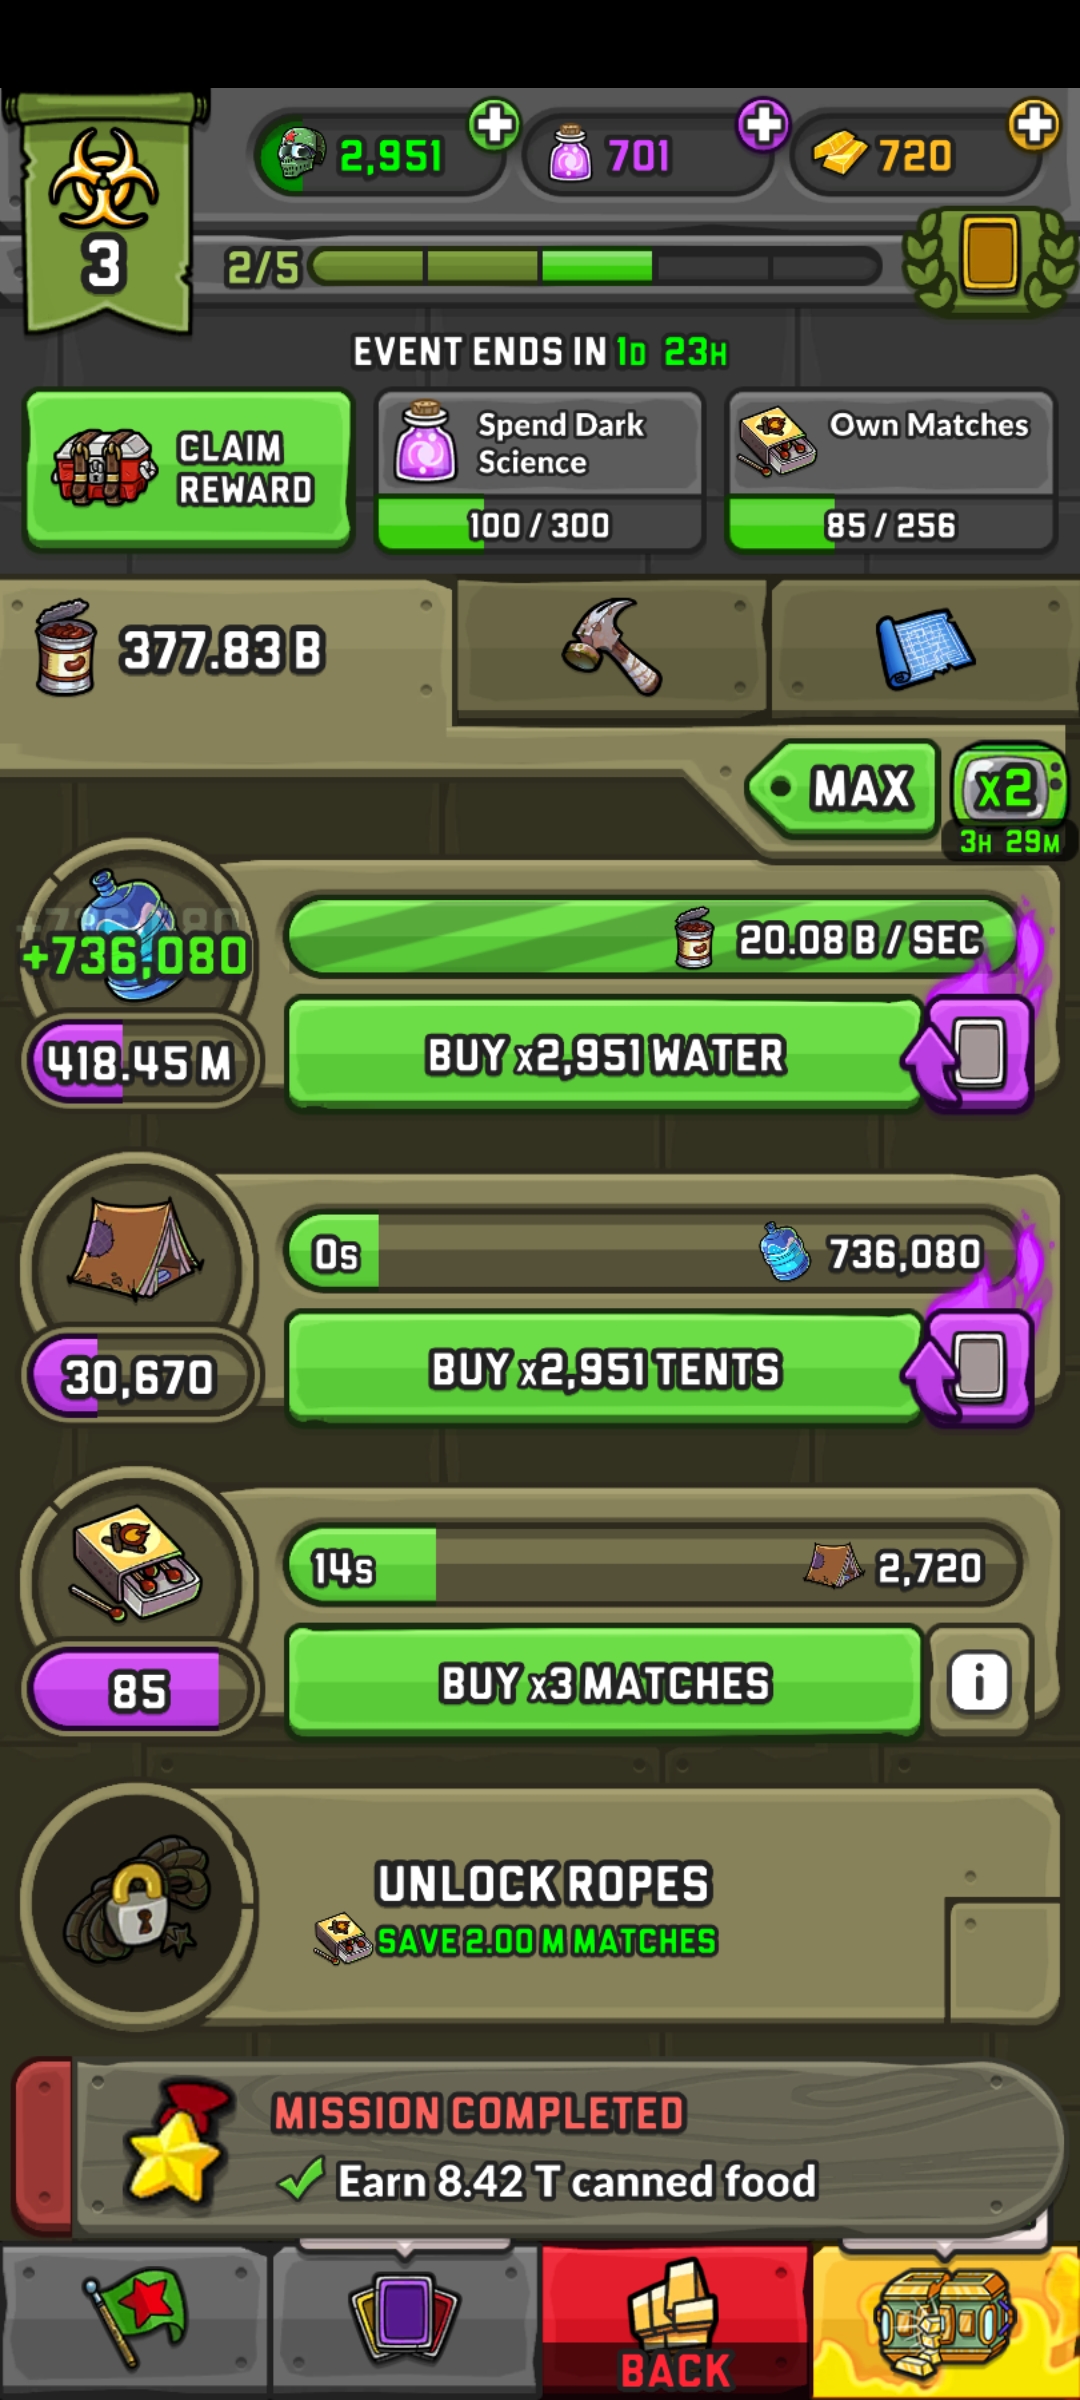 3
2,951
701
720
2/5
EVENT ENDS IN 1D 23H
CLAIM
REWARD
Spend Dark
Science
100 / 300
Own Matches
85 / 256
377.83 B
MAX
x2
3H 29M
+736,080
+736,080
20.08 B / SEC
418.45 M
BUY x2,951 WATER
0s
736,080
30,670
BUY x2,951 TENTS
14s
2,720
85
BUY x3 MATCHES
i
UNLOCK ROPES
SAVE 2.00 M MATCHES
MISSION COMPLETED
Earn 8.42 T canned food
BACK